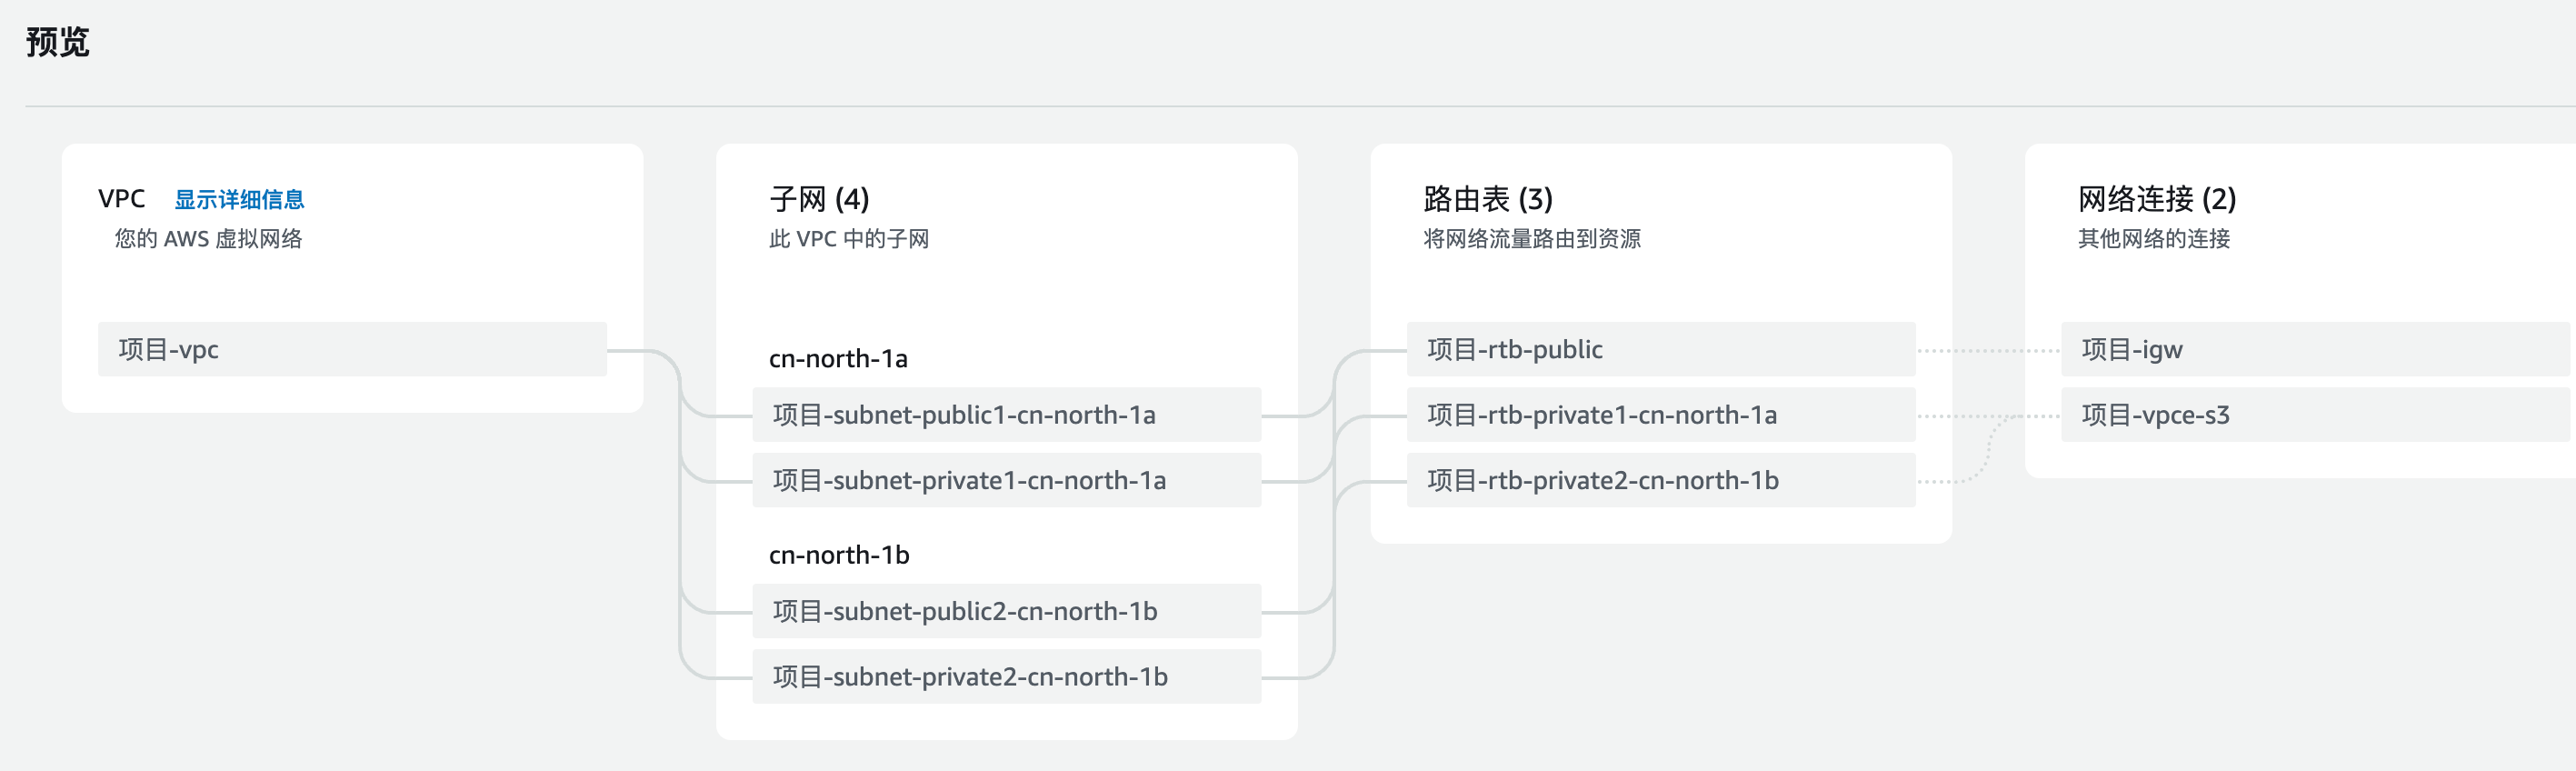 预览
VPC 显示详细信息
您的 AWS 虚拟网络
项目-vpc
子网 (4)
此 VPC 中的子网
cn-north-1a
项目-subnet-public1-cn-north-1a
项目-subnet-private1-cn-north-1a
cn-north-1b
项目-subnet-public2-cn-north-1b
项目-subnet-private2-cn-north-1b
路由表 (3)
将网络流量路由到资源
项目-rtb-public
项目-rtb-private1-cn-north-1a
项目-rtb-private2-cn-north-1b
网络连接 (2)
其他网络的连接
项目-igw
项目-vpce-s3